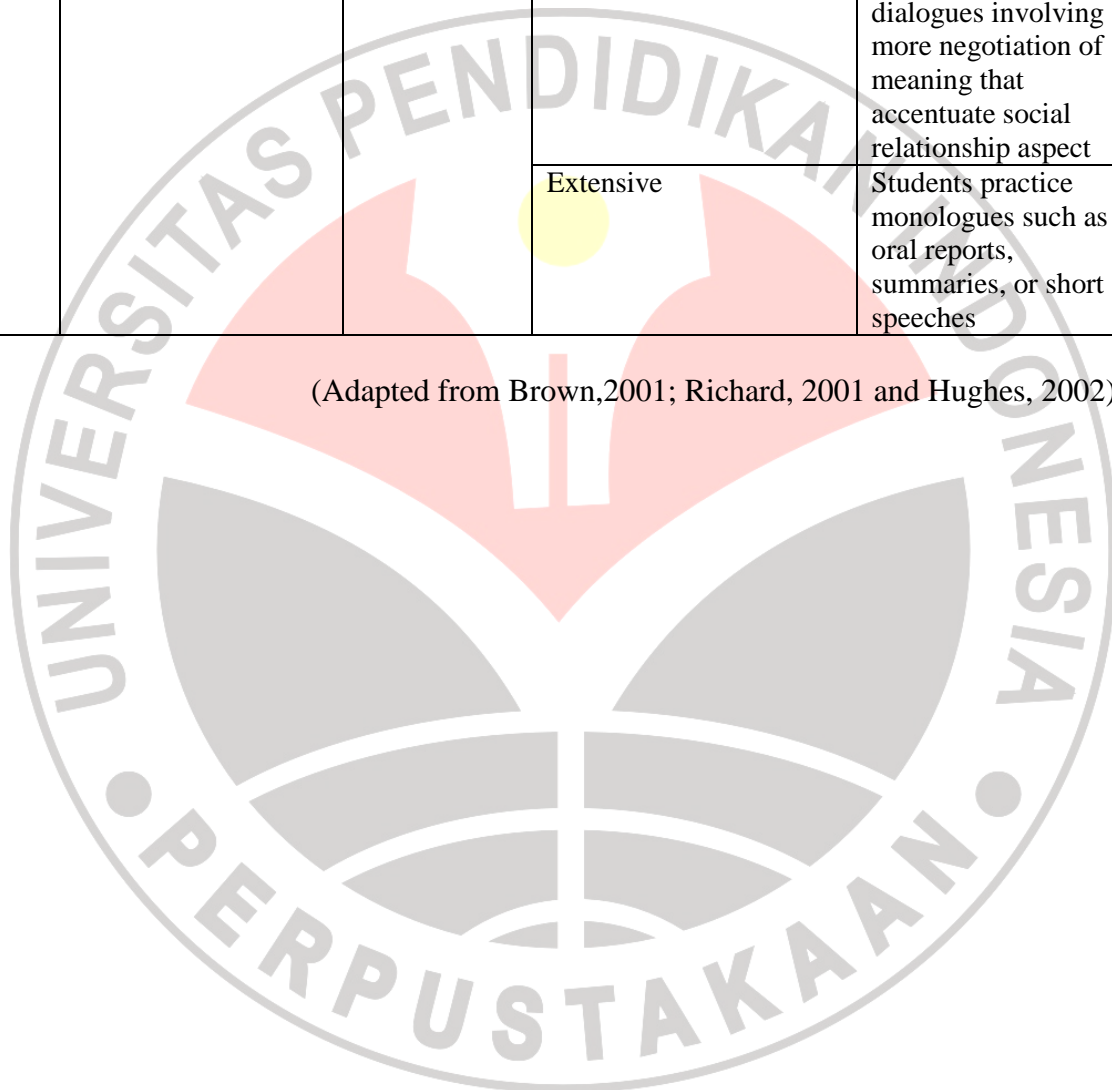 dialogues involving
more negotiation of
meaning that
accentuate social
relationship aspect
Extensive
Students practice
monologues such as
oral reports,
summaries, or short
speeches
(Adapted from Brown,2001; Richard, 2001 and Hughes, 2002)
UNIVERSITAS PENDIDIKAN INDONESIA
PERPUSTAKAAN